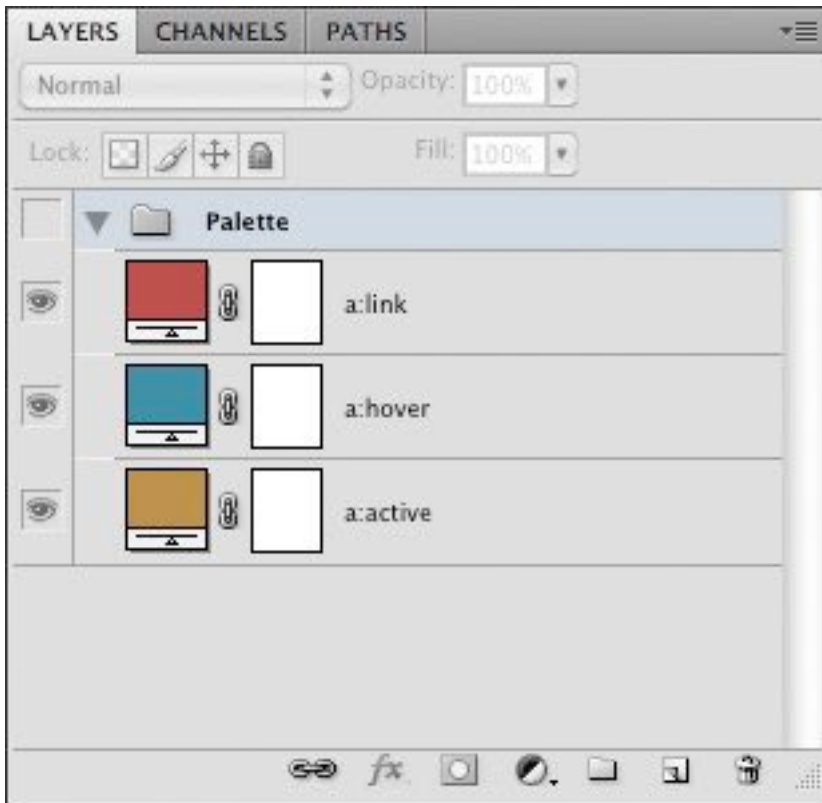 LAYERS CHANNELS PATHS
Normal Opacity: 100%
Lock: Fill: 100%
Palette
a:link
a:hover
a:active
fx